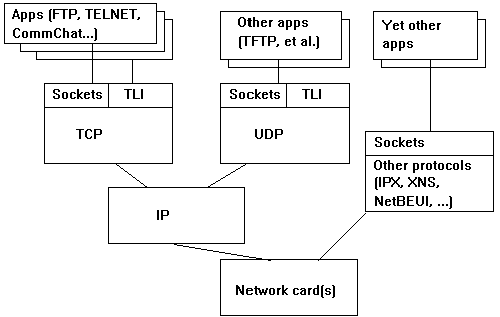 Apps (FTP, TELNET,
CommChat...)
Other apps
(TFTP, et al.)
Yet other
apps
Sockets
TLI
TCP
Sockets
TLI
UDP
Sockets
Other protocols
(IPX, XNS,
NetBEUI, ...)
IP
Network card(s)